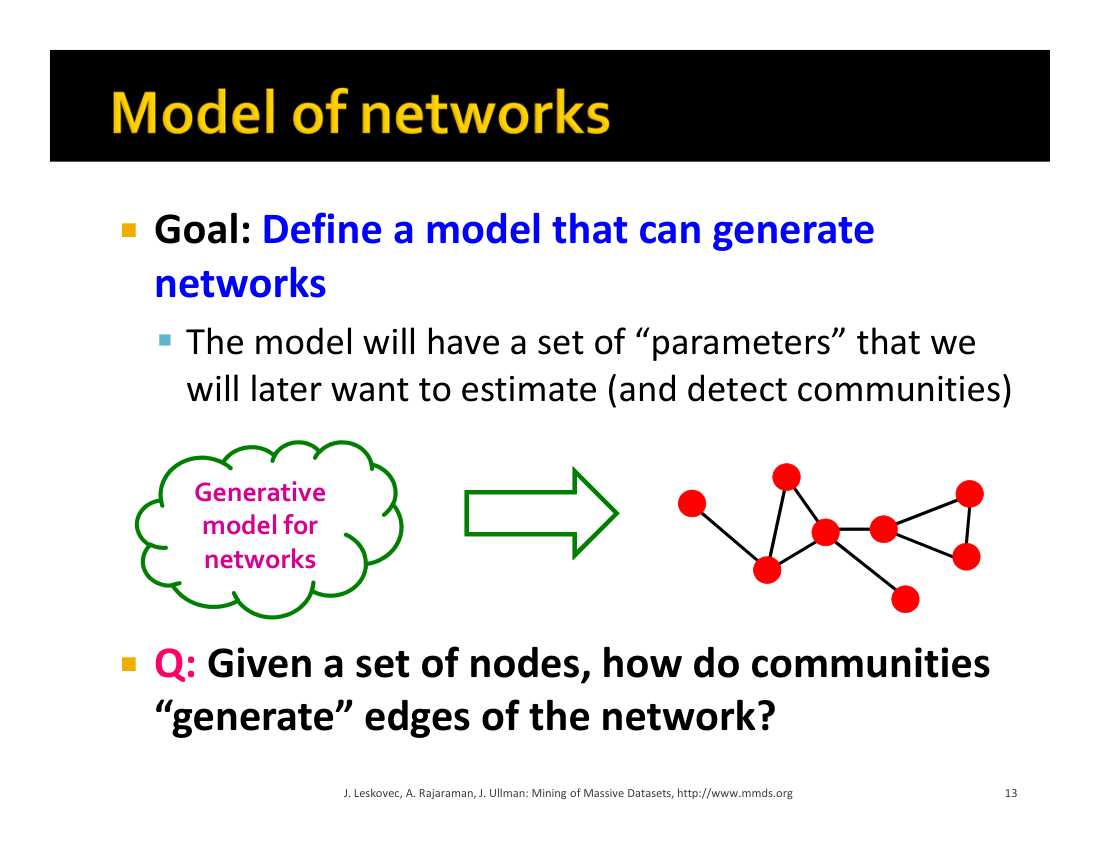 Model of networks
Goal: Define a model that can generate
networks
The model will have a set of “parameters” that we
will later want to estimate (and detect communities)
Generative
model for
networks
Q: Given a set of nodes, how do communities
“generate” edges of the network?
J. Leskovec, A. Rajaraman, J. Ullman: Mining of Massive Datasets, http://www.mmds.org
13